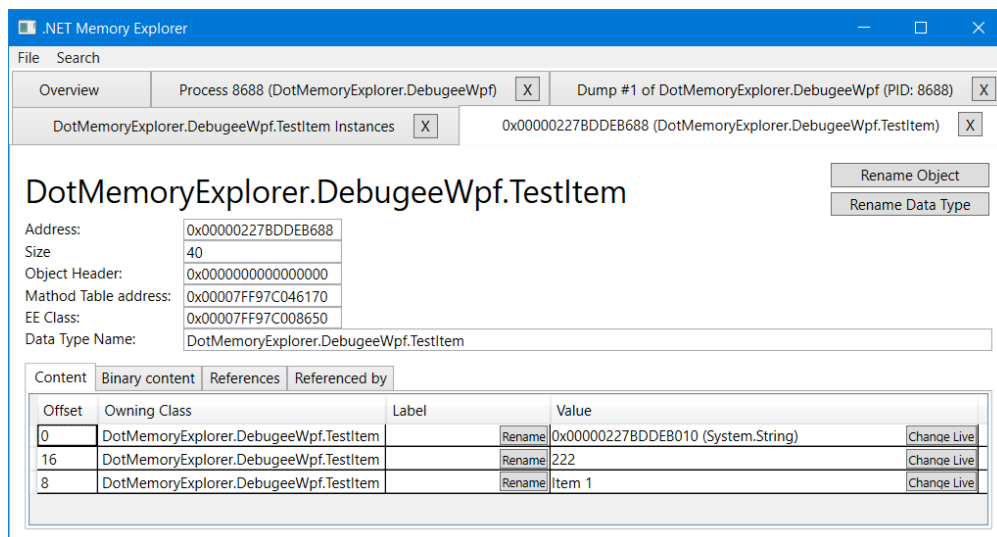 .NET Memory Explorer
File Search
Overview Process 8688 (DotMemoryExplorer.DebugeeWpf) X Dump #1 of DotMemoryExplorer.DebugeeWpf (PID: 8688) X
DotMemoryExplorer.DebugeeWpf.TestItem Instances X 0x00000227BDDEB688 (DotMemoryExplorer.DebugeeWpf.TestItem) X
Rename Object
DotMemoryExplorer.DebugeeWpf.TestItem
Rename Data Type
Address: 0x00000227BDDEB688
Size 40
Object Header: 0x0000000000000000
Mathod Table address: 0x00007FF97C046170
EE Class: 0x00007FF97C008650
Data Type Name: DotMemoryExplorer.DebugeeWpf.TestItem
Content Binary content References Referenced by
Offset Owning Class Label Value
0 DotMemoryExplorer.DebugeeWpf.TestItem Rename 0x00000227BDDEB010 (System.String) Change Live
16 DotMemoryExplorer.DebugeeWpf.TestItem Rename 222 Change Live
8 DotMemoryExplorer.DebugeeWpf.TestItem Rename Item 1 Change Live